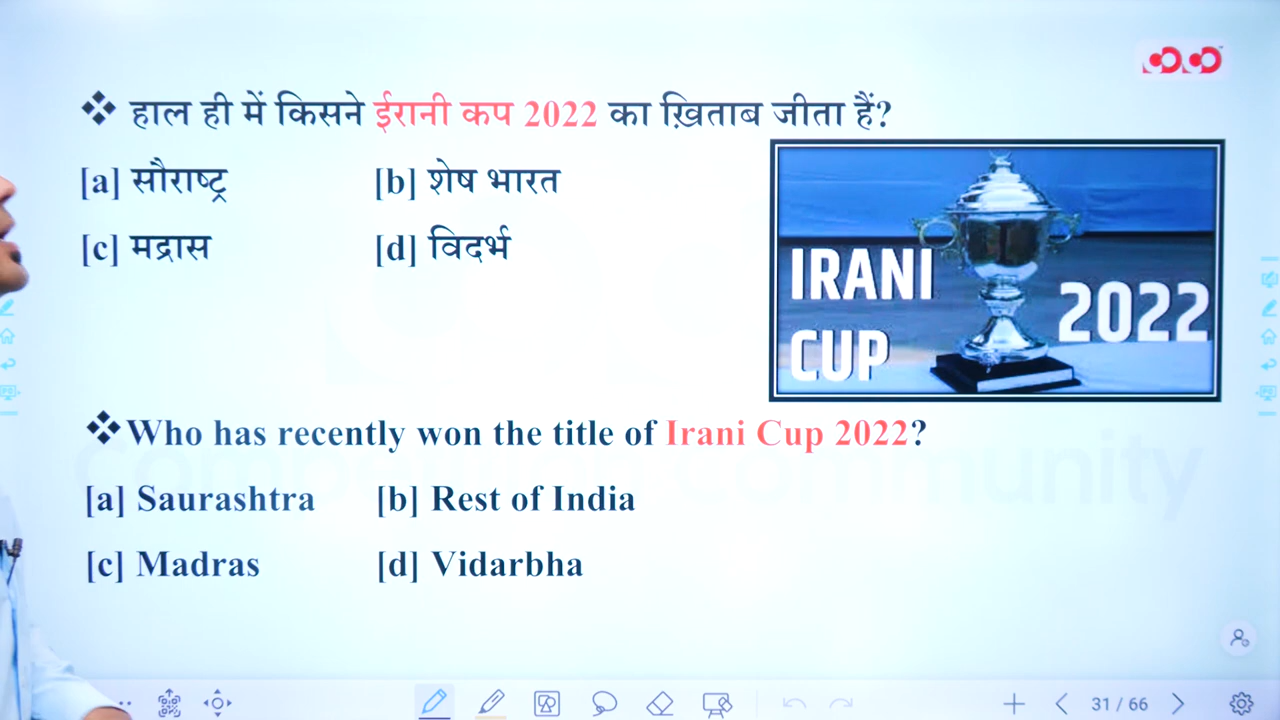 ❖ हाल ही में किसने ईरानी कप 2022 का ख़िताब जीता हैं?
[a] सौराष्ट्र [b] शेष भारत
[c] मद्रास [d] विदर्भ
IRANI
CUP
2022
❖Who has recently won the title of Irani Cup 2022?
[a] Saurashtra [b] Rest of India
[c] Madras [d] Vidarbha
31 / 66